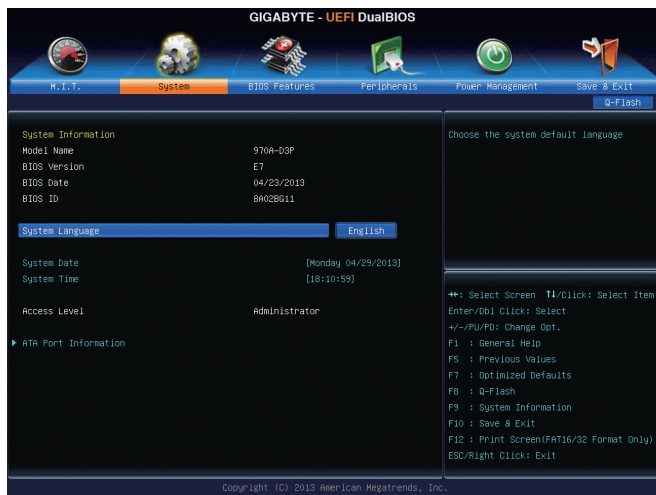 GIGABYTE - UEFI DualBIOS
M.I.T. System BIOS Features Peripherals Power Management Save & Exit
Q-Flash
System Information
Model Name 970A-D3P
BIOS Version E7
BIOS Date 04/23/2013
BIOS ID 8A02BG11
System Language English
System Date [Monday 04/29/2013]
System Time [18:10:59]
Access Level Administrator
ATA Port Information
Choose the system default language
→←: Select Screen ↑↓/Click: Select Item
Enter/Dbl Click: Select
+/-/PU/PD: Change Opt.
F1 : General Help
F5 : Previous Values
F7 : Optimized Defaults
F8 : Q-Flash
F9 : System Information
F10 : Save & Exit
F12 : Print Screen(FAT16/32 Format Only)
ESC/Right Click: Exit
Copyright (C) 2013 American Megatrends, Inc.